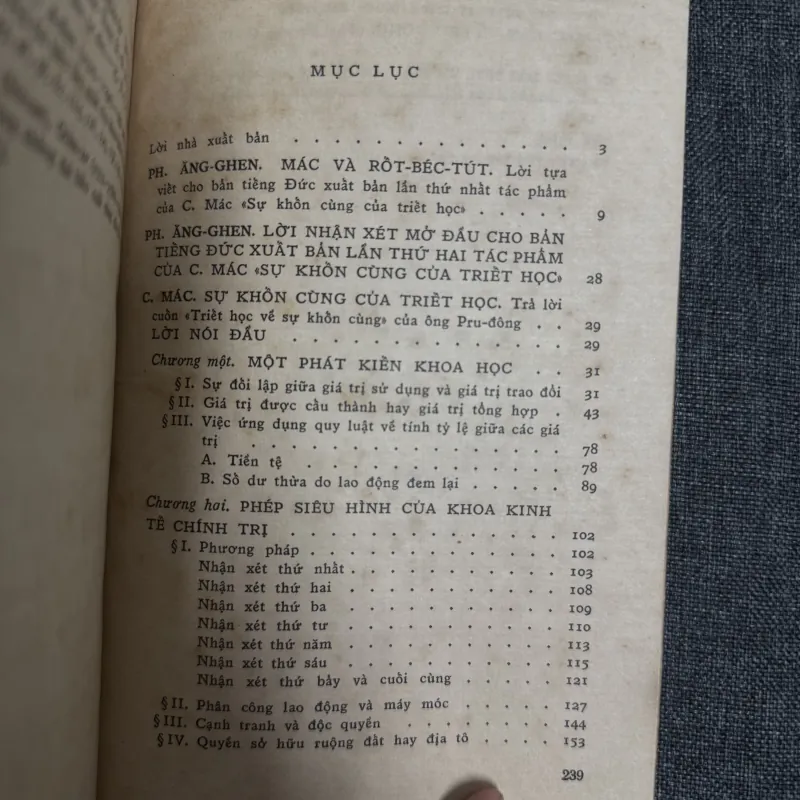 MỤC LỤC
Lời nhà xuất bản . . . . . . . . . . . . . . 3
PH. ĂNG-GHEN. MÁC VÀ RỐT-BÉC-TÚT. Lời tựa
viết cho bản tiếng Đức xuất bản lần thứ nhất tác phẩm
của C. Mác «Sự khốn cùng của triết học» . . . . . 9
PH. ĂNG-GHEN. LỜI NHẬN XÉT MỞ ĐẦU CHO BẢN
TIẾNG ĐỨC XUẤT BẢN LẦN THỨ HAI TÁC PHẨM
CỦA C. MÁC «SỰ KHỐN CÙNG CỦA TRIẾT HỌC» 28
C. MÁC. SỰ KHỐN CÙNG CỦA TRIẾT HỌC. Trả lời
cuốn «Triết học về sự khốn cùng» của ông Pru-đông . . 29
LỜI NÓI ĐẦU . . . . . . . . . . . . . 29
Chương một. MỘT PHÁT KIẾN KHOA HỌC . . 31
§ I. Sự đối lập giữa giá trị sử dụng và giá trị trao đổi 31
§ II. Giá trị được cấu thành hay giá trị tổng hợp . 43
§ III. Việc ứng dụng quy luật về tính tỷ lệ giữa các giá
trị . . . . . . . . . . . . . . . 78
A. Tiền tệ . . . . . . . . . . . . 78
B. Số dư thừa do lao động đem lại . . . . . 89
Chương hai. PHÉP SIÊU HÌNH CỦA KHOA KINH
TẾ CHÍNH TRỊ . . . . . . . . . . . . . 102
§ I. Phương pháp . . . . . . . . . . . . 102
Nhận xét thứ nhất . . . . . . . . . . 103
Nhận xét thứ hai . . . . . . . . . . 108
Nhận xét thứ ba . . . . . . . . . . 109
Nhận xét thứ tư . . . . . . . . . . 110
Nhận xét thứ năm . . . . . . . . . . 113
Nhận xét thứ sáu . . . . . . . . . . 115
Nhận xét thứ bảy và cuối cùng . . . . . 121
§ II. Phân công lao động và máy móc . . . . . 127
§ III. Cạnh tranh và độc quyền . . . . . . . 144
§ IV. Quyền sở hữu ruộng đất hay địa tô . . . . 153
239